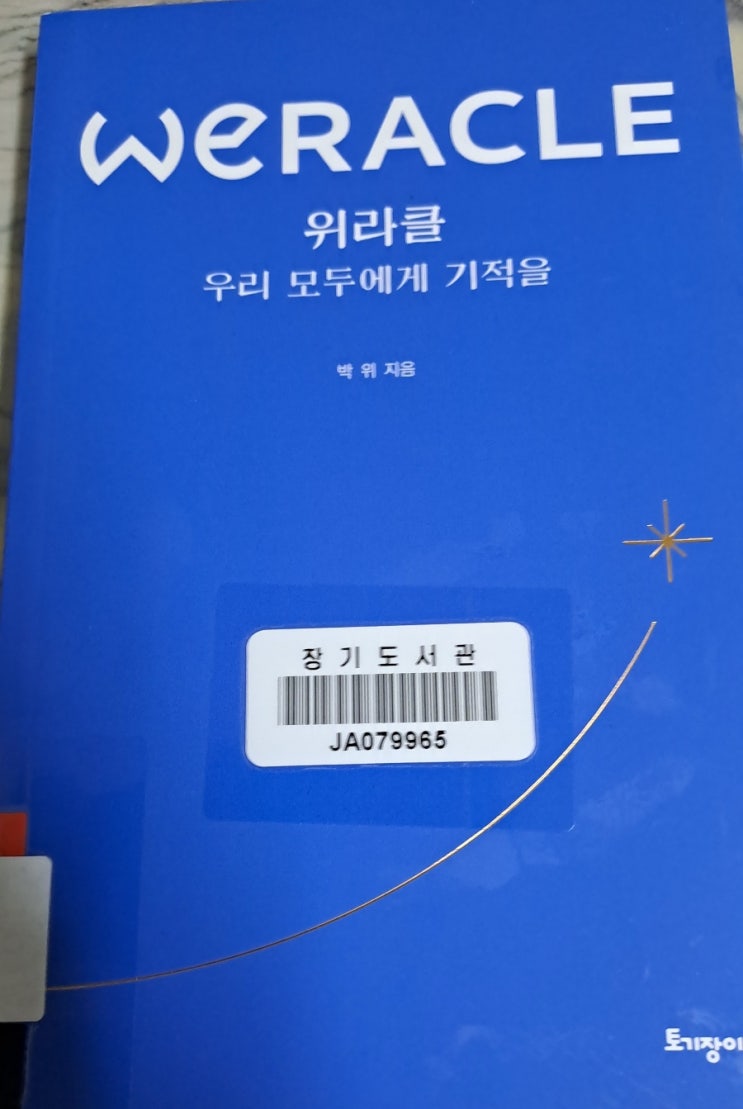 WERACLE
위라클
우리 모두에게 기적을
박 위 지음
장 기 도 서 관
JA079965
토기장이